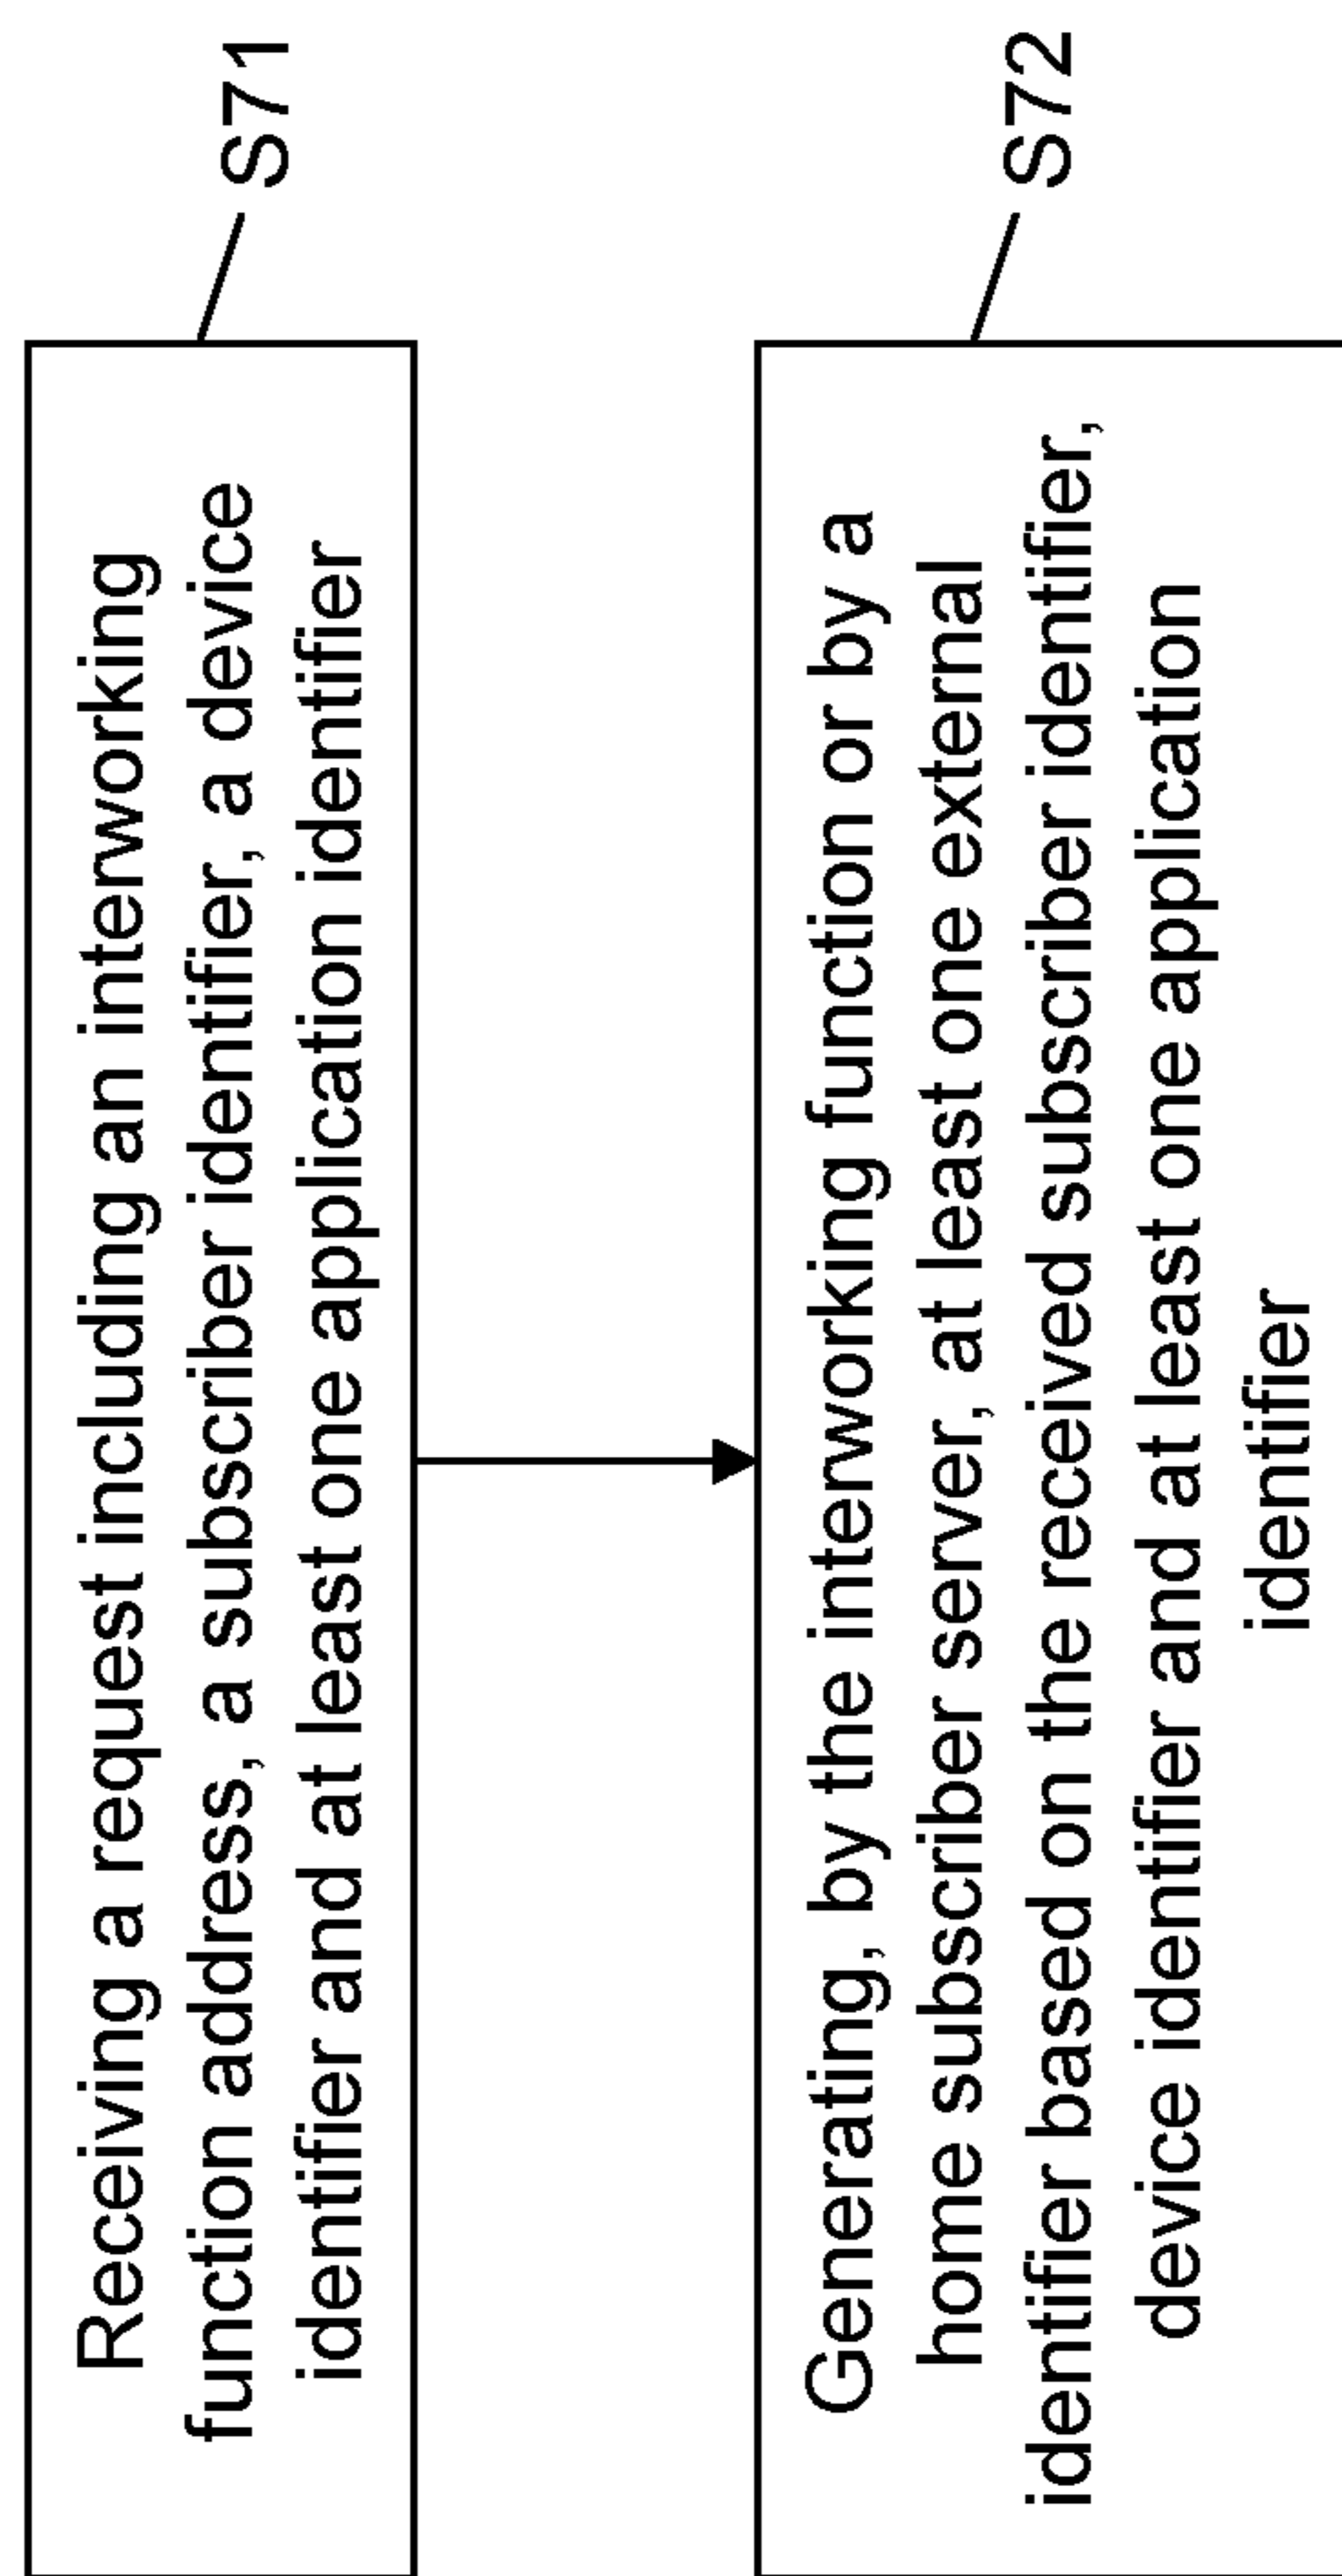 Receiving a request including an interworking
function address, a subscriber identifier, a device
identifier and at least one application identifier
S71
Generating, by the interworking function or by a
home subscriber server, at least one external
identifier based on the received subscriber identifier,
device identifier and at least one application
identifier
S72